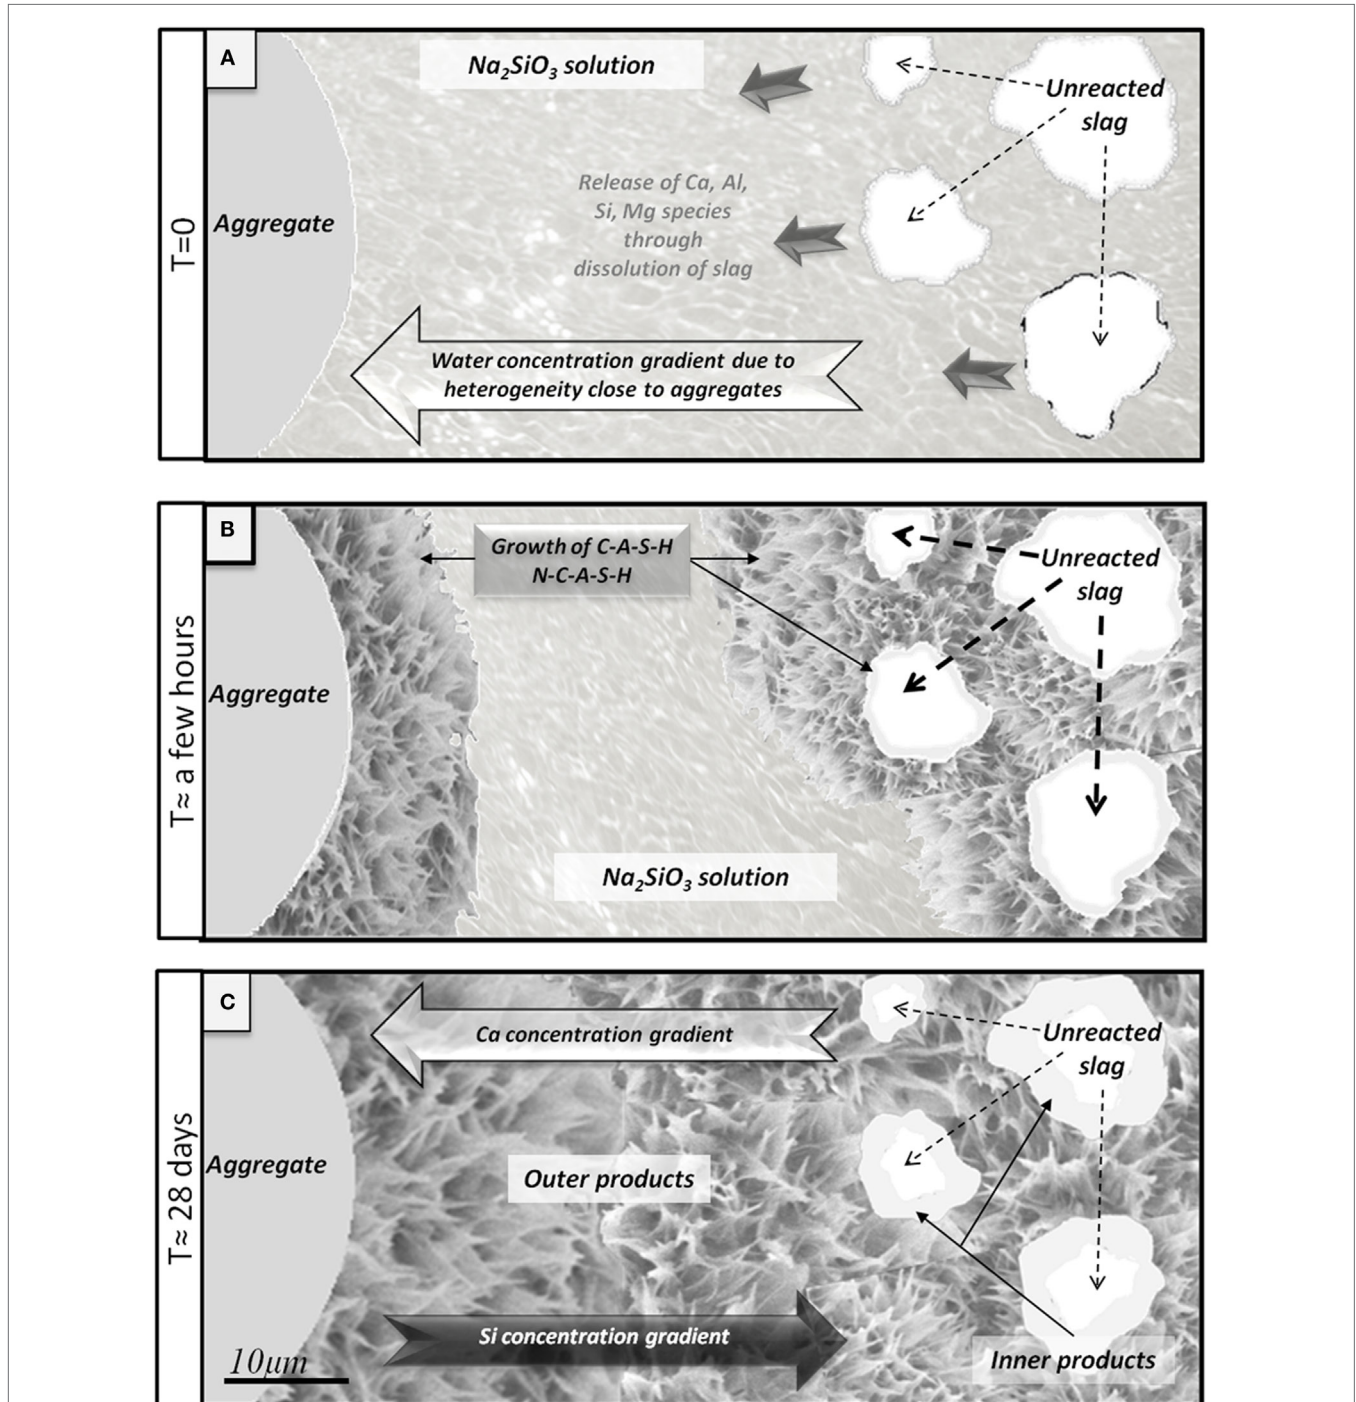 A
T=0
Na₂SiO₃ solution
Unreacted
slag
Release of Ca, Al,
Si, Mg species
through
dissolution of slag
Aggregate
Water concentration gradient due to
heterogeneity close to aggregates
B
T≈ a few hours
Growth of C-A-S-H
N-C-A-S-H
Unreacted
slag
Aggregate
Na₂SiO₃ solution
C
T≈ 28 days
Ca concentration gradient
Unreacted
slag
Aggregate
Outer products
Si concentration gradient
Inner products
10μm